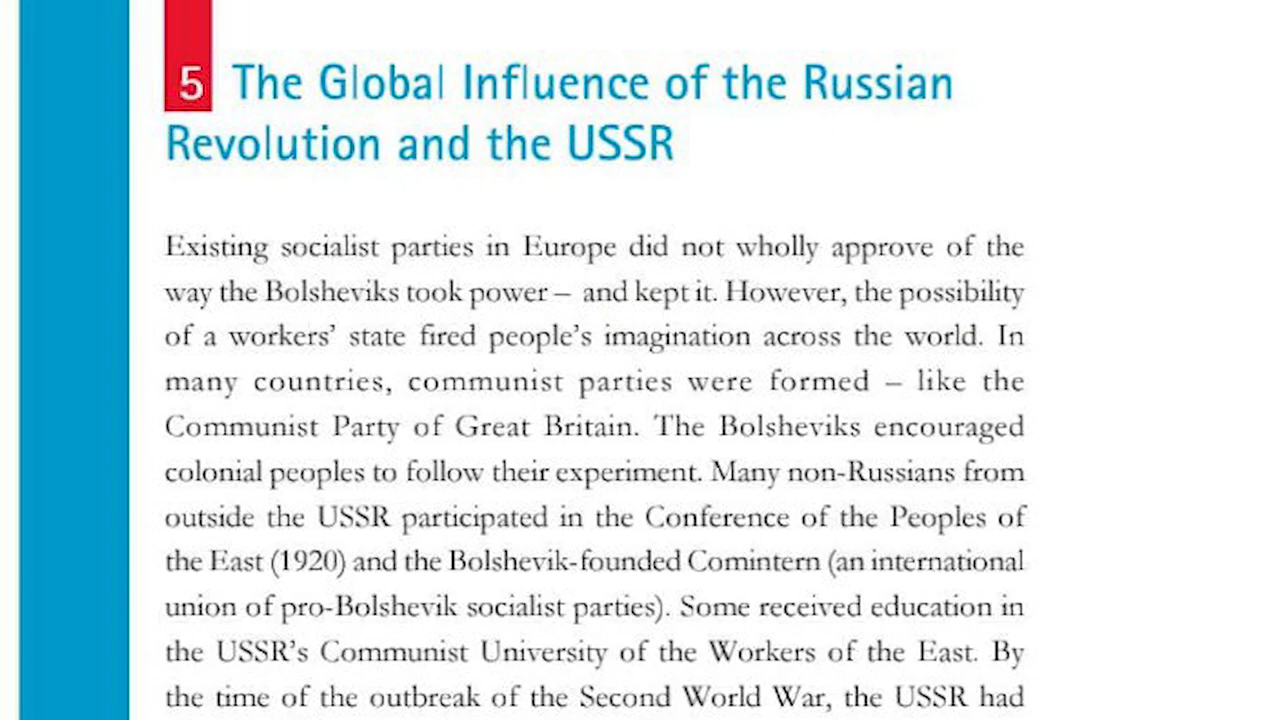 5 The Global Influence of the Russian
Revolution and the USSR
Existing socialist parties in Europe did not wholly approve of the
way the Bolsheviks took power – and kept it. However, the possibility
of a workers' state fired people's imagination across the world. In
many countries, communist parties were formed – like the
Communist Party of Great Britain. The Bolsheviks encouraged
colonial peoples to follow their experiment. Many non-Russians from
outside the USSR participated in the Conference of the Peoples of
the East (1920) and the Bolshevik-founded Comintern (an international
union of pro-Bolshevik socialist parties). Some received education in
the USSR's Communist University of the Workers of the East. By
the time of the outbreak of the Second World War, the USSR had